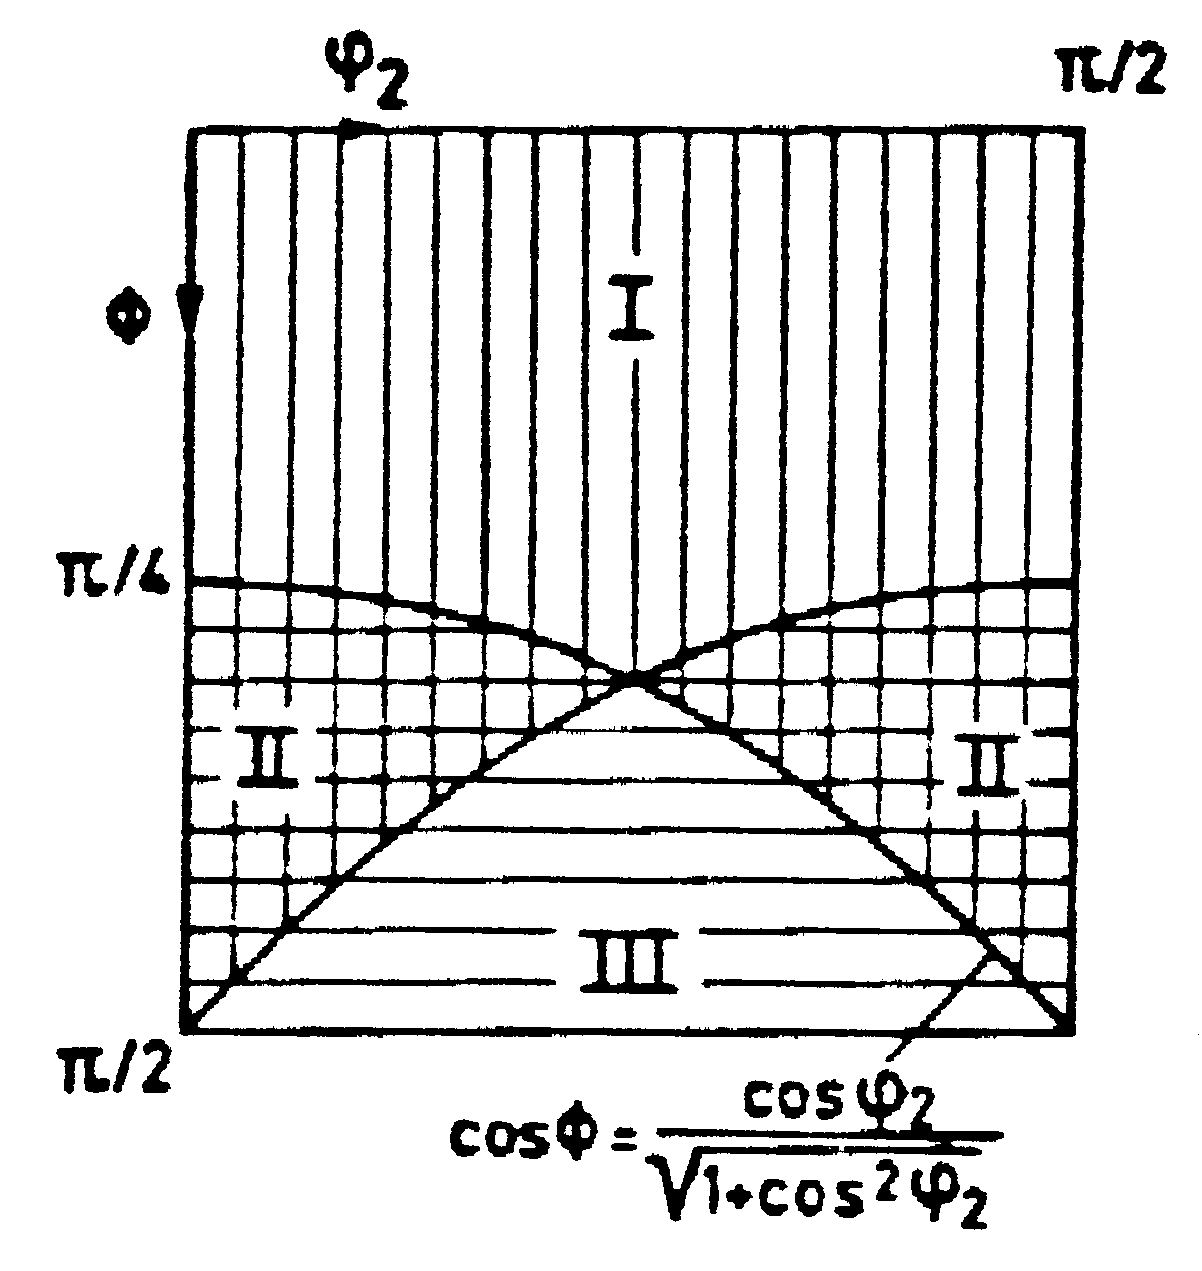 φ₂ π/2
Φ
I
π/4
II II
III
π/2
cosΦ = cosφ₂ / √1+cos²φ₂